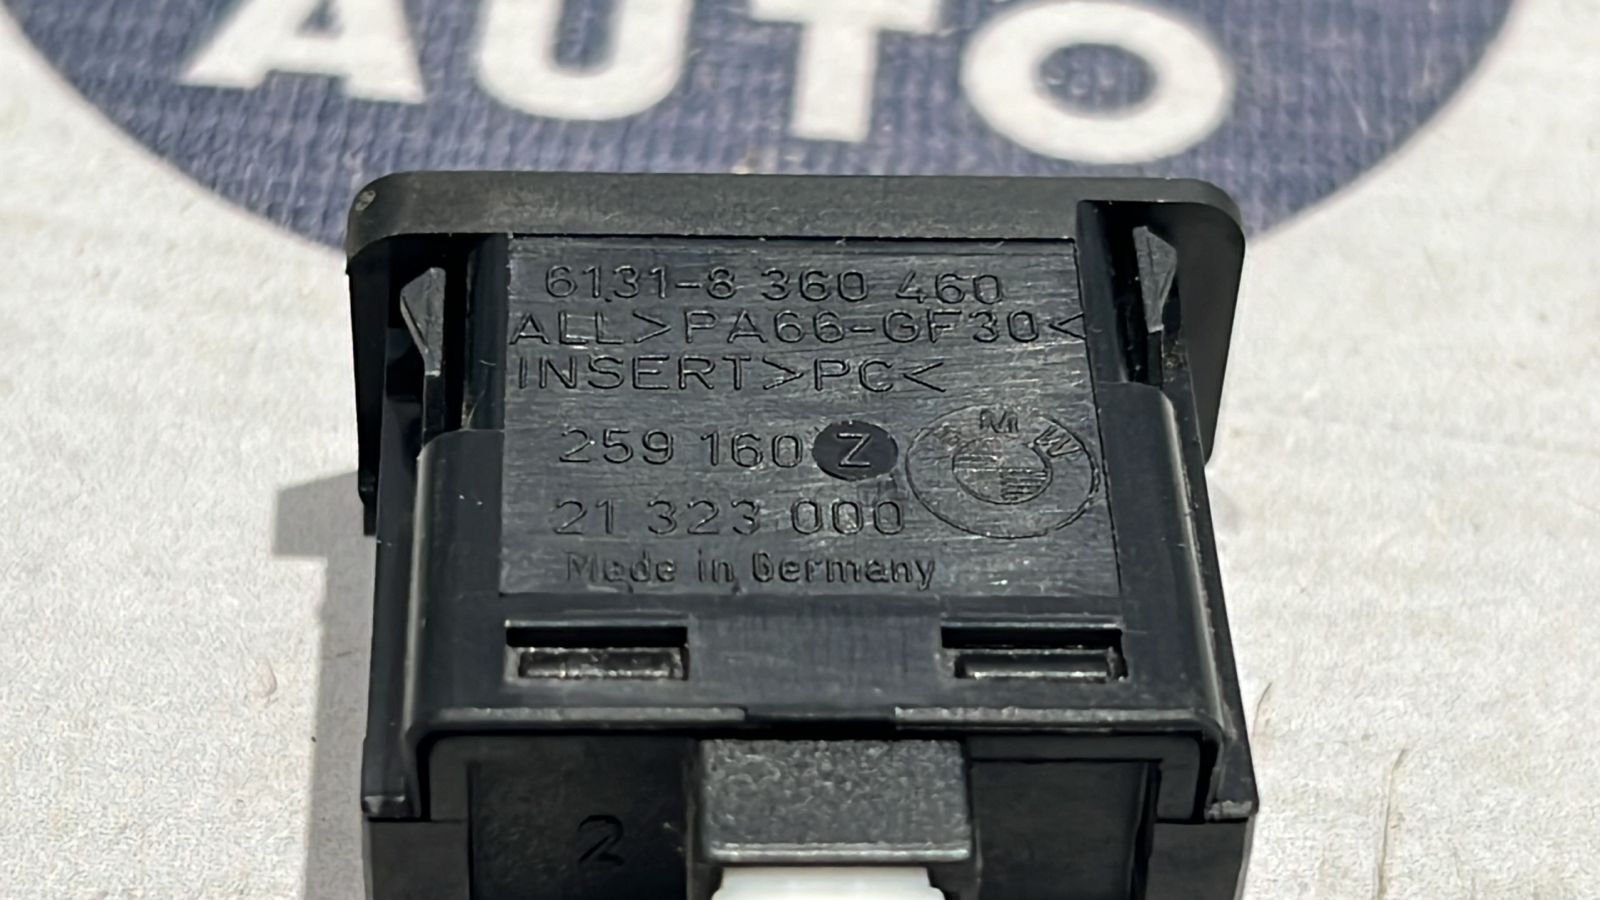 AUTO
6131-8 360 460
ALL>PA66-GF30<
INSERT>PC<
259 160 Z
MW
21 323 000
Made in Germany
2